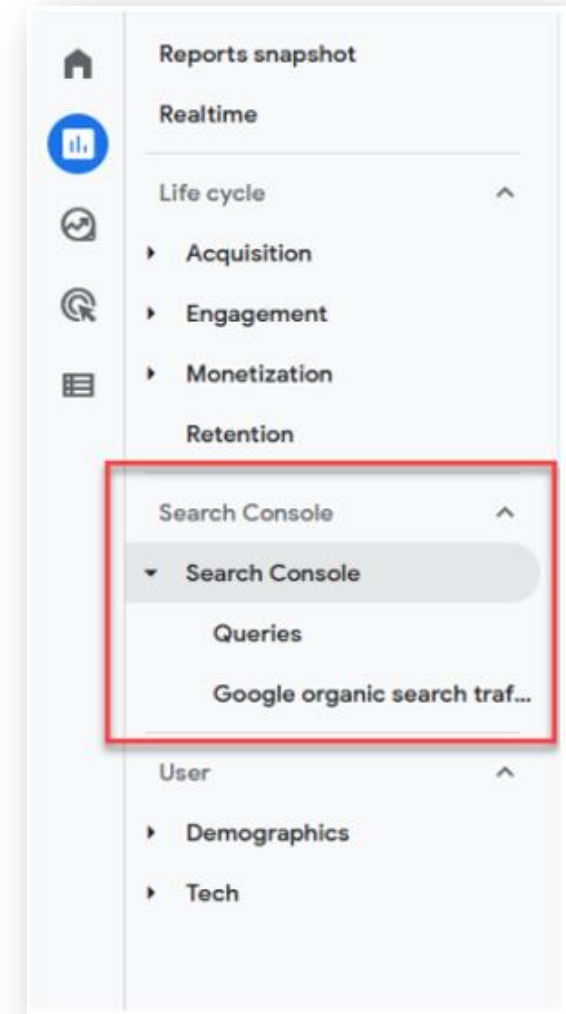 Reports snapshot
Realtime
Life cycle
Acquisition
Engagement
Monetization
Retention
Search Console
Search Console
Queries
Google organic search traf...
User
Demographics
Tech